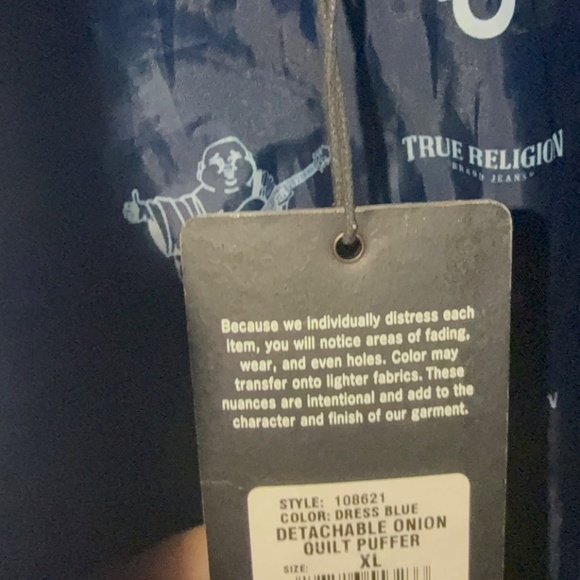 TRUE RELIGION
BRAND JEANS
Because we individually distress each
item, you will notice areas of fading,
wear, and even holes. Color may
transfer onto lighter fabrics. These
nuances are intentional and add to the
character and finish of our garment.
STYLE: 108621
COLOR: DRESS BLUE
DETACHABLE ONION
QUILT PUFFER
SIZE: XL